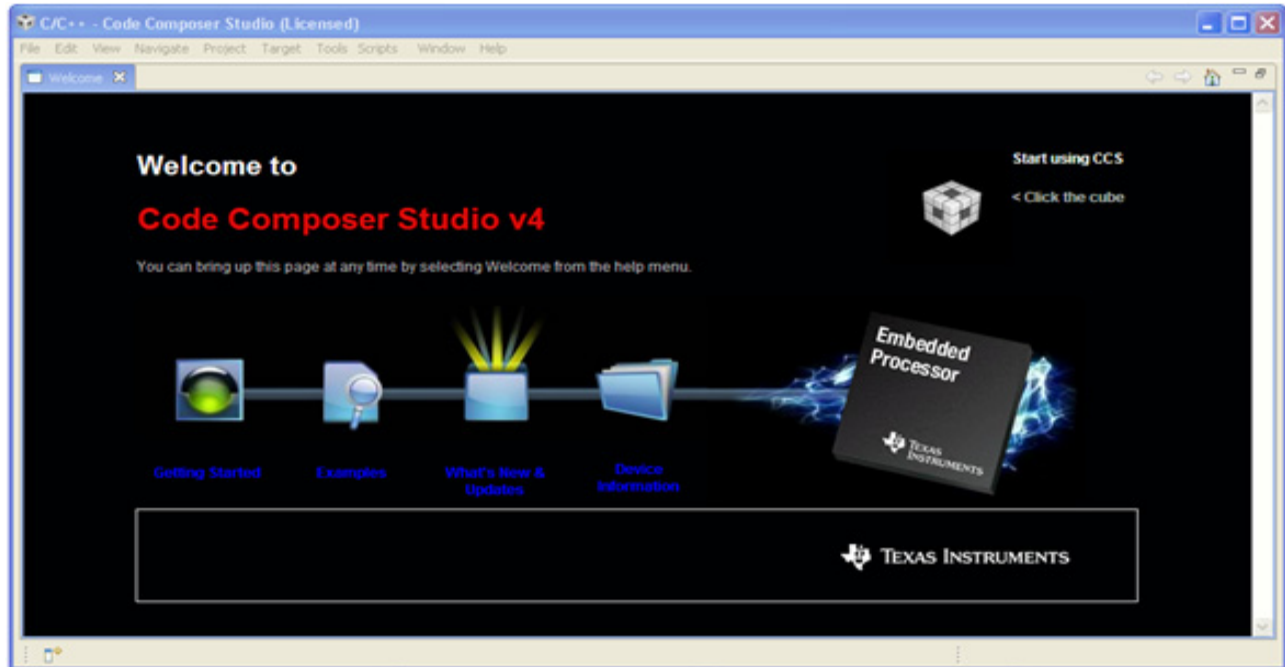 C/C++ - Code Composer Studio (Licensed)
File Edit View Navigate Project Target Tools Scripts Window Help
Welcome
Welcome to
Start using CCS
< Click the cube
Code Composer Studio v4
You can bring up this page at any time by selecting Welcome from the help menu.
Embedded
Processor
TEXAS
INSTRUMENTS
Getting Started
Examples
What's New &
Updates
Device
Information
TEXAS INSTRUMENTS